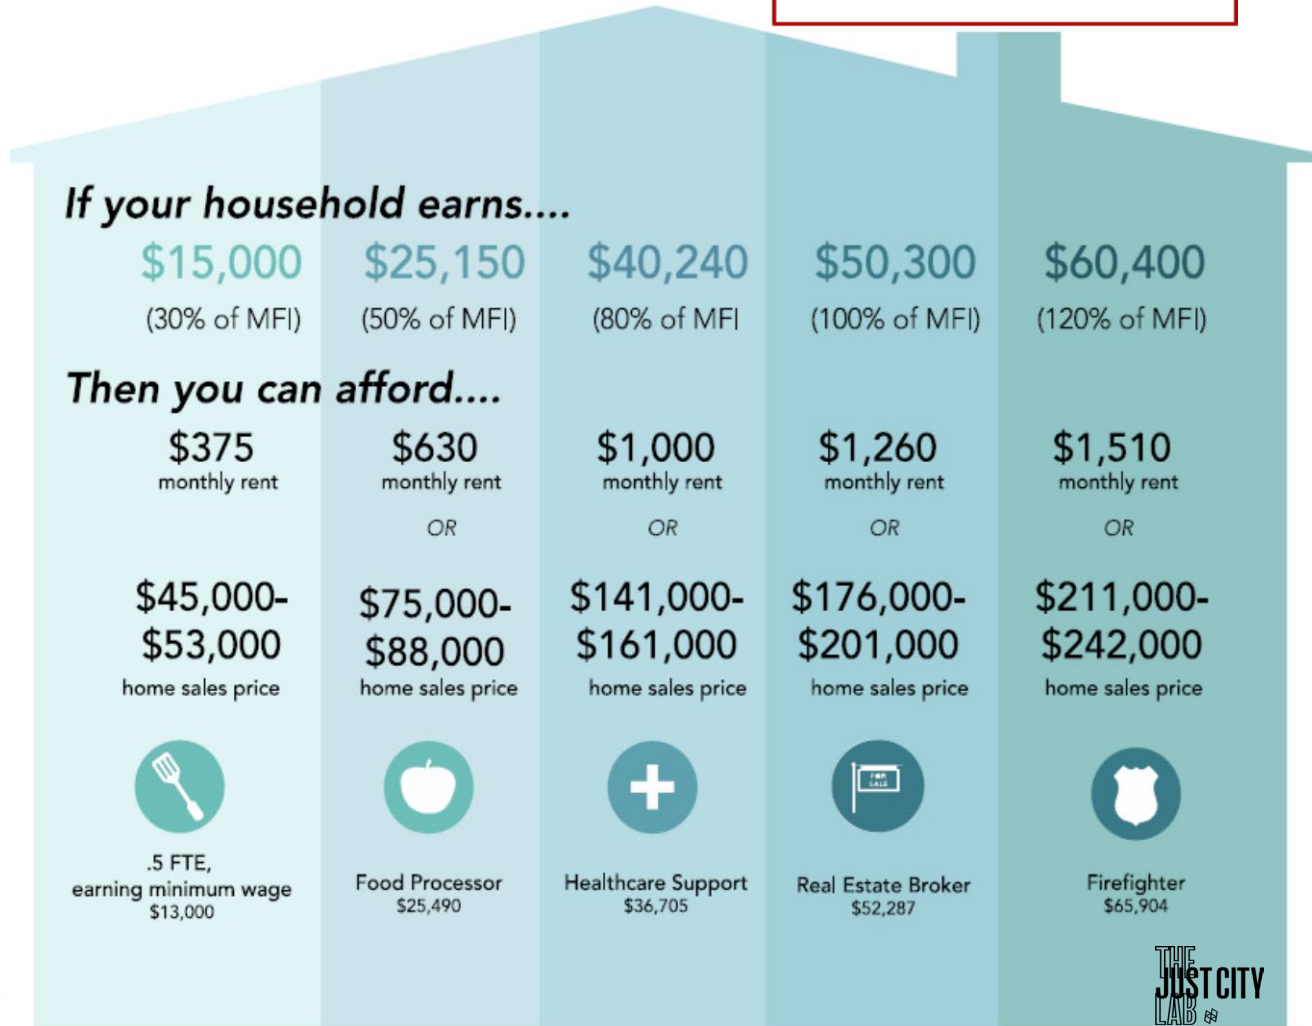 If your household earns....
$15,000 $25,150 $40,240 $50,300 $60,400
(30% of MFI) (50% of MFI) (80% of MFI (100% of MFI) (120% of MFI)
Then you can afford....
$375 $630 $1,000 $1,260 $1,510
monthly rent monthly rent monthly rent monthly rent monthly rent
OR OR OR OR
$45,000- $75,000- $141,000- $176,000- $211,000-
$53,000 $88,000 $161,000 $201,000 $242,000
home sales price home sales price home sales price home sales price home sales price
FOR
SALE
.5 FTE,
earning minimum wage Food Processor Healthcare Support Real Estate Broker Firefighter
$13,000 $25,490 $36,705 $52,287 $65,904
THE
JUST CITY
LAB